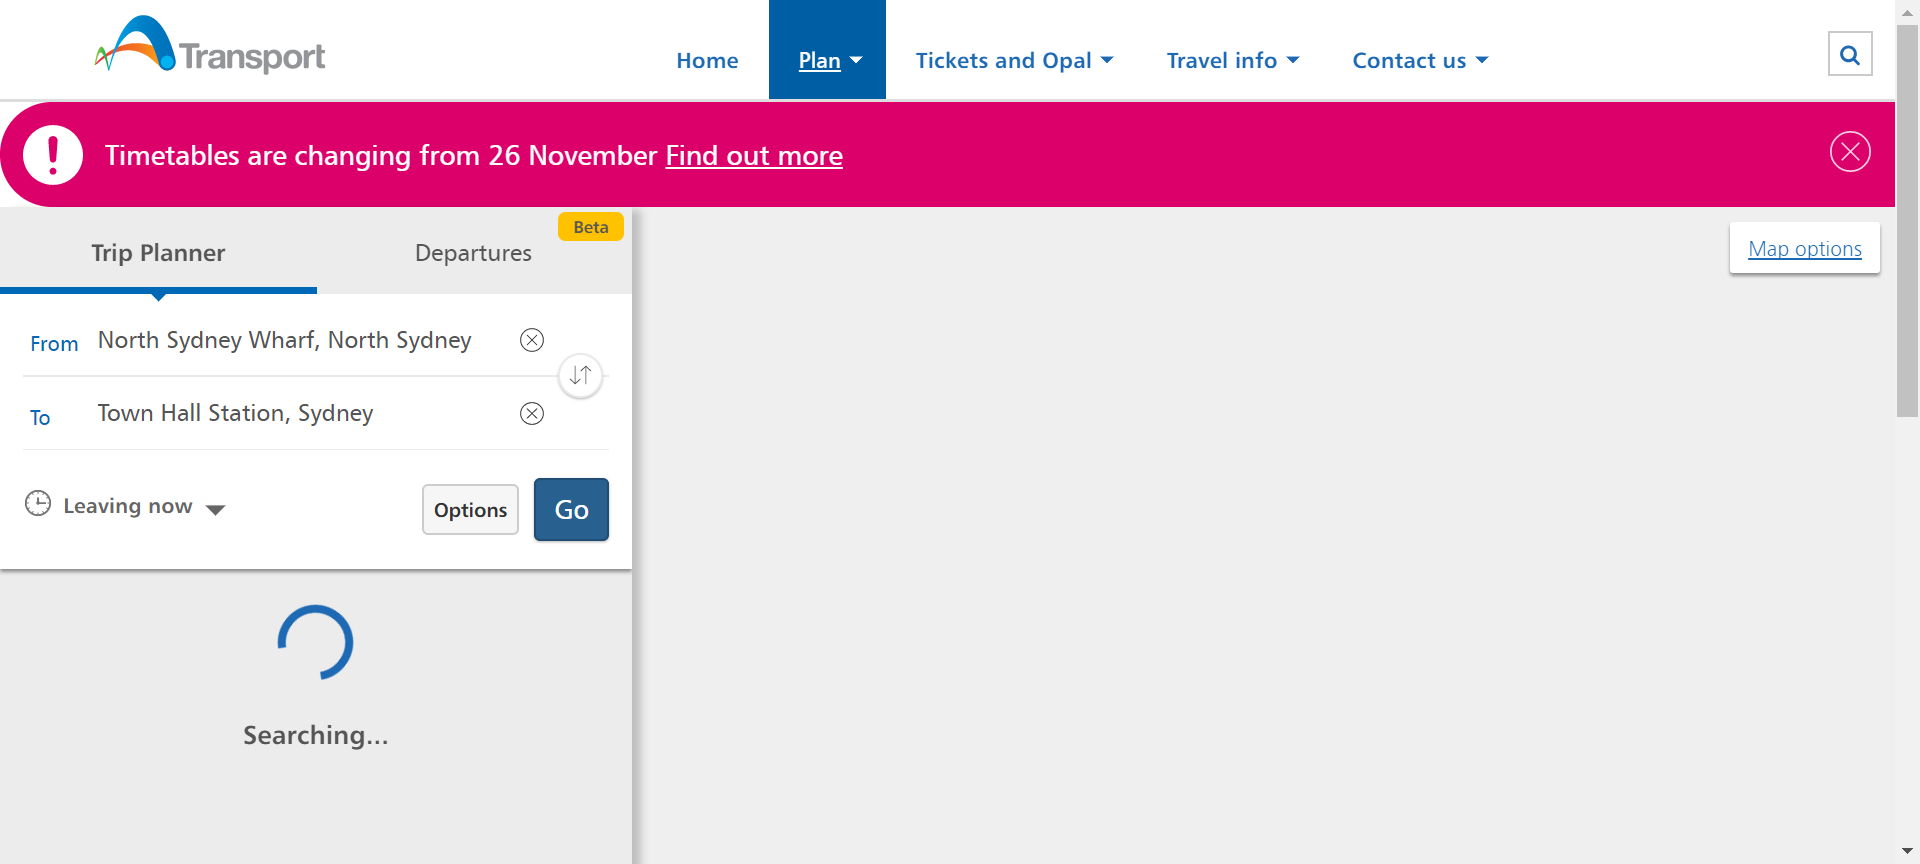 Transport
Home
Plan
Tickets and Opal
Travel info
Contact us
Timetables are changing from 26 November Find out more
Trip Planner
Departures
Beta
Map options
From North Sydney Wharf, North Sydney
To Town Hall Station, Sydney
Leaving now
Options
Go
Searching...